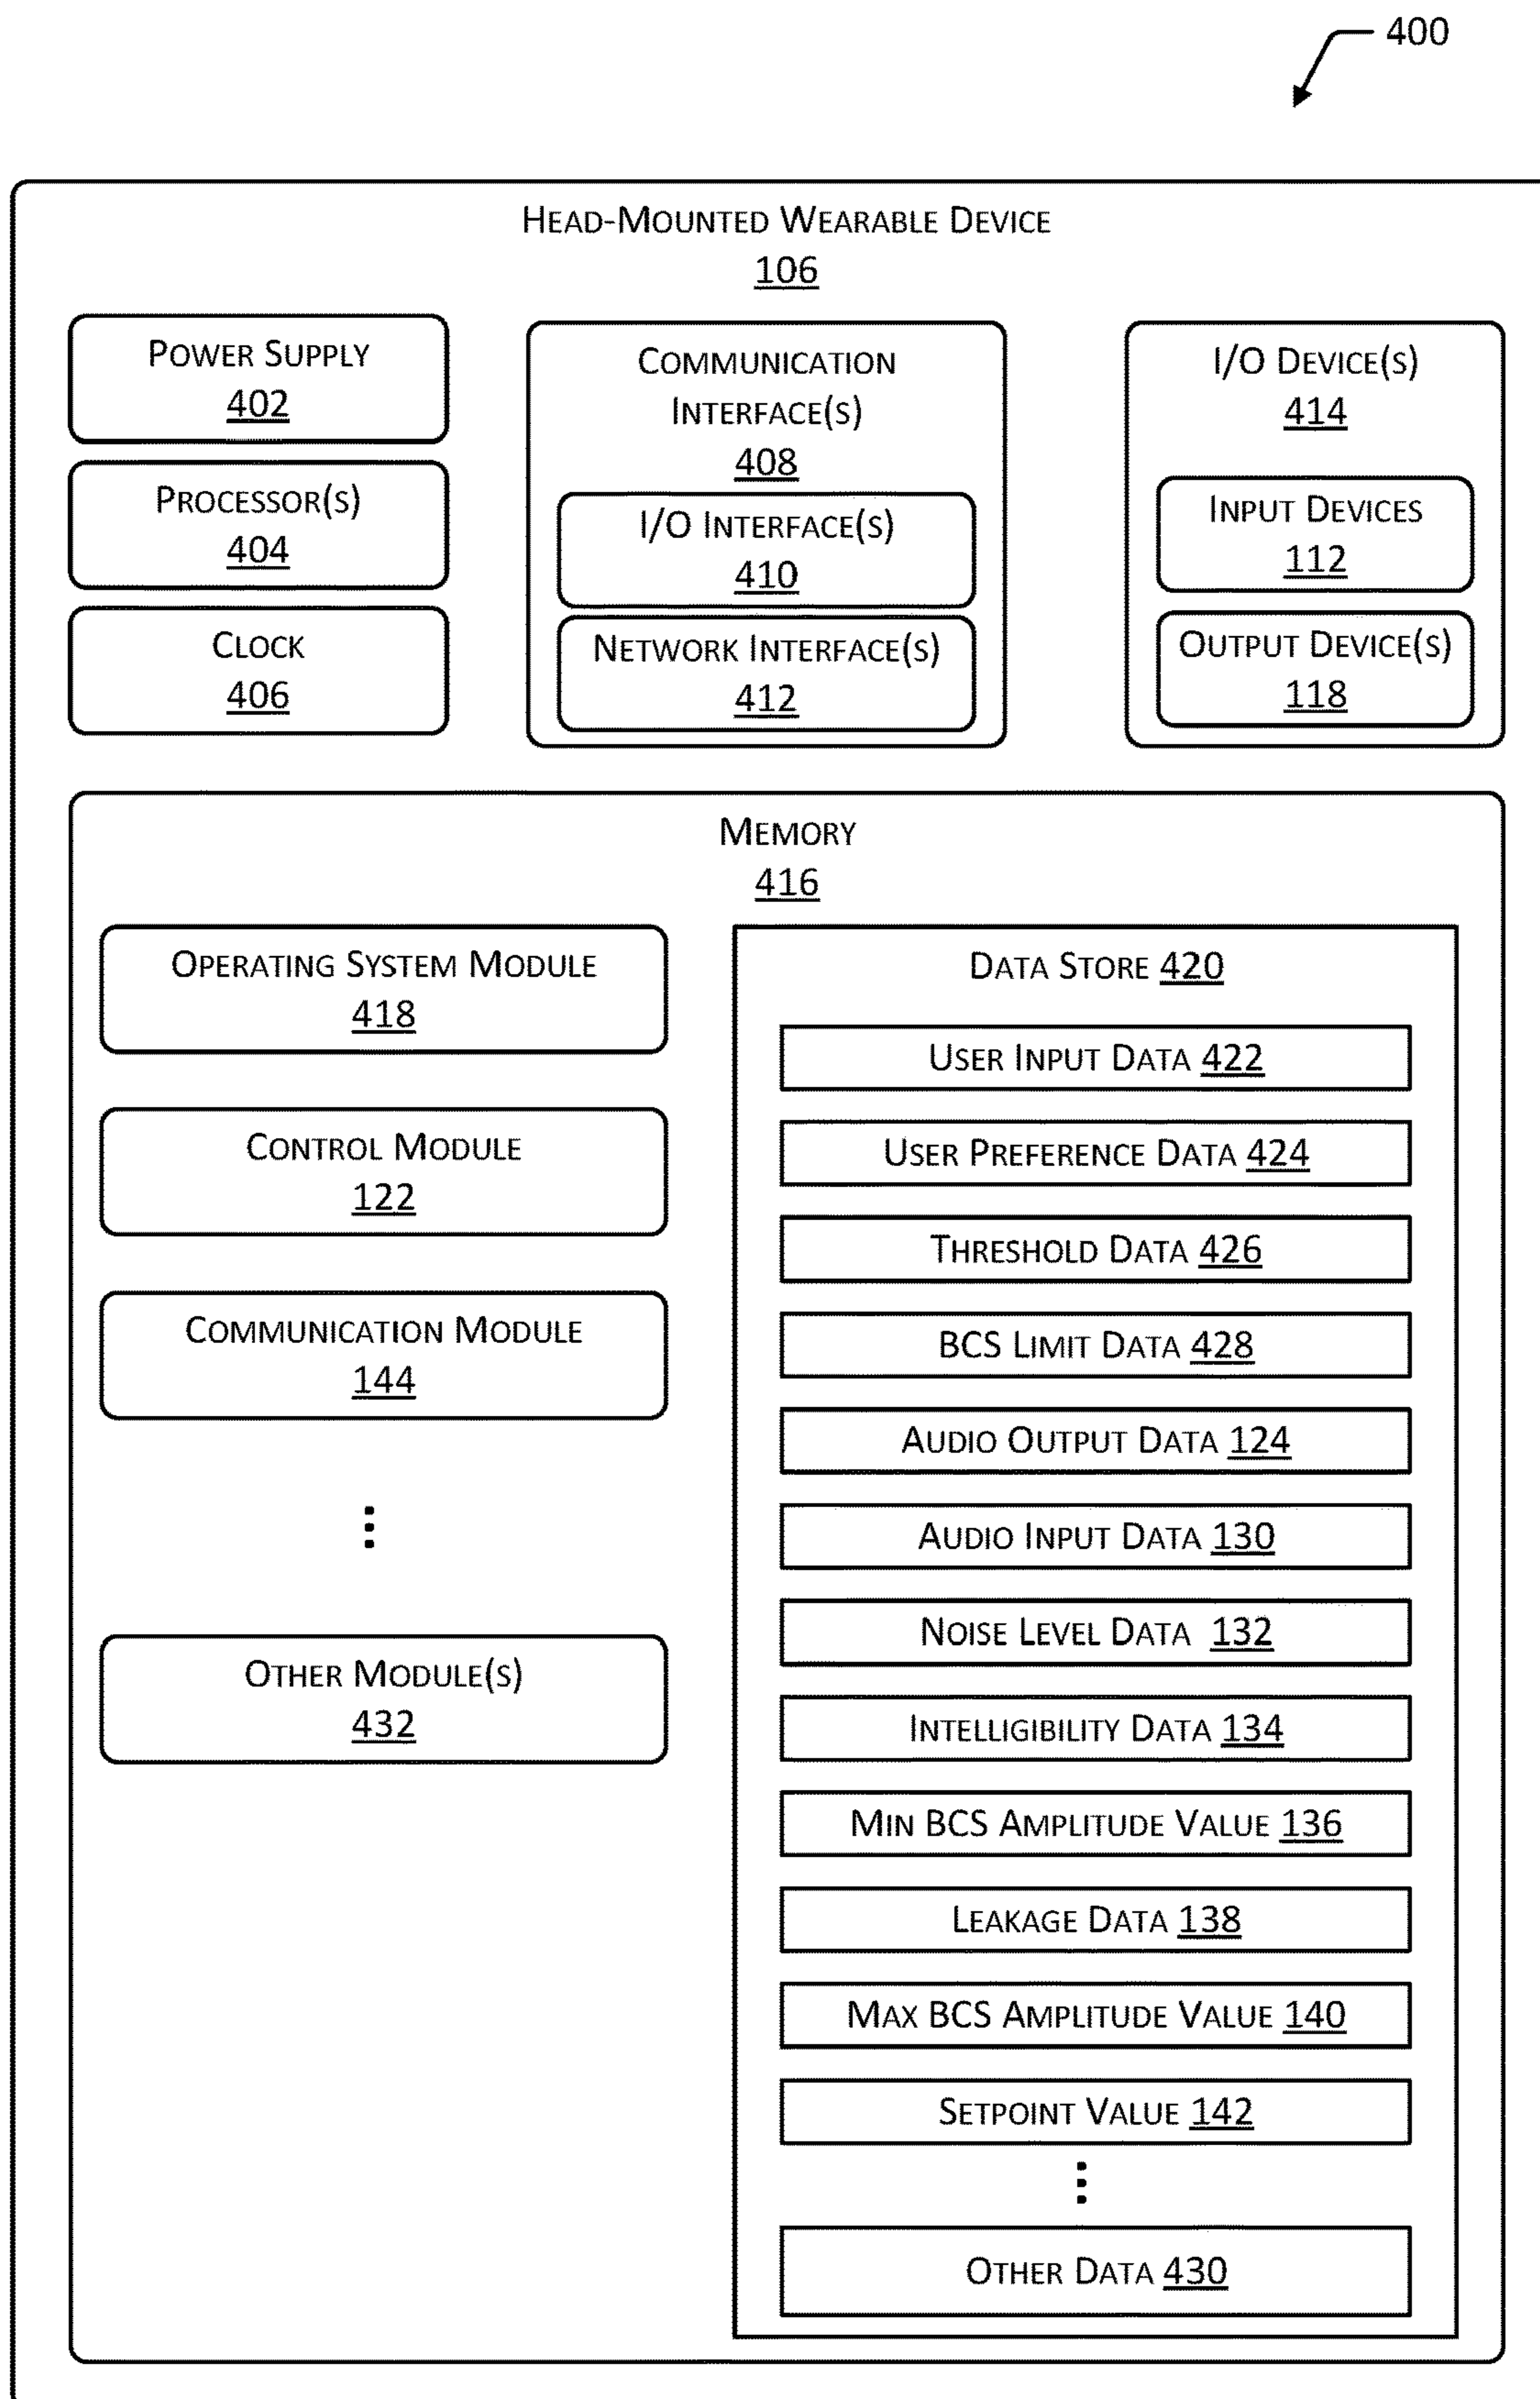 400
Head-Mounted Wearable Device
106
Power Supply
402
Processor(s)
404
Clock
406
Communication
Interface(s)
408
I/O Interface(s)
410
Network Interface(s)
412
I/O Device(s)
414
Input Devices
112
Output Device(s)
118
Memory
416
Operating System Module
418
Control Module
122
Communication Module
144
Other Module(s)
432
Data Store 420
User Input Data 422
User Preference Data 424
Threshold Data 426
BCS Limit Data 428
Audio Output Data 124
Audio Input Data 130
Noise Level Data 132
Intelligibility Data 134
Min BCS Amplitude Value 136
Leakage Data 138
Max BCS Amplitude Value 140
Setpoint Value 142
Other Data 430